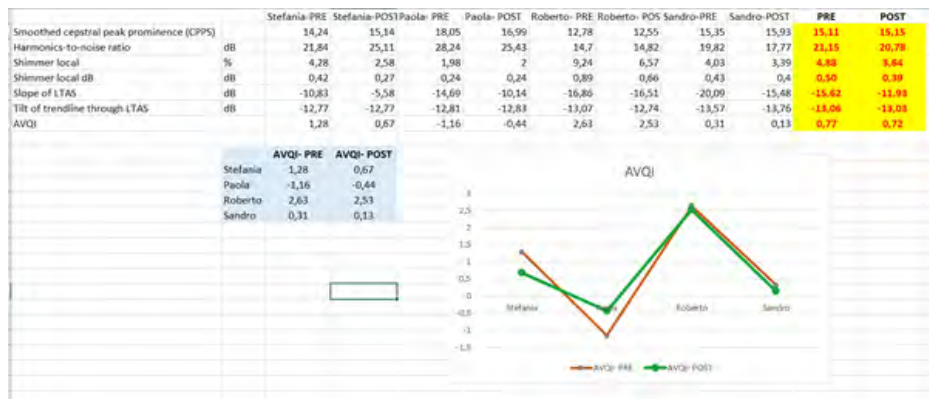 Stefania-PRE Stefania-POST Paola- PRE Paola- POST Roberto- PRE Roberto- POS Sandro-PRE Sandro-POST PRE POST
Smoothed cepstral peak prominence (CPPS) 14,24 15,14 18,05 16,99 12,78 12,55 15,35 15,93 15,11 15,15
Harmonics-to-noise ratio dB 21,84 25,11 28,24 25,43 14,7 14,82 19,82 17,77 21,15 20,78
Shimmer local % 4,28 2,58 1,98 2 9,24 6,57 4,03 3,39 4,88 3,64
Shimmer local dB dB 0,42 0,27 0,24 0,24 0,89 0,66 0,43 0,4 0,50 0,39
Slope of LTAS dB -10,83 -5,58 -14,69 -10,14 -16,86 -16,51 -20,09 -15,48 -15,62 -11,93
Tilt of trendline through LTAS dB -12,77 -12,77 -12,81 -12,83 -13,07 -12,74 -13,57 -13,76 -13,06 -13,03
AVQI 1,28 0,67 -1,16 -0,44 2,63 2,53 0,31 0,13 0,77 0,72
AVQI- PRE AVQI- POST
Stefania 1,28 0,67
Paola -1,16 -0,44
Roberto 2,63 2,53
Sandro 0,31 0,13
AVQI
3
2,5
2
1,5
1
0,5
0
-0,5
-1
-1,5
Stefania Roberto Sandro
AVQI- PRE AVQI- POST